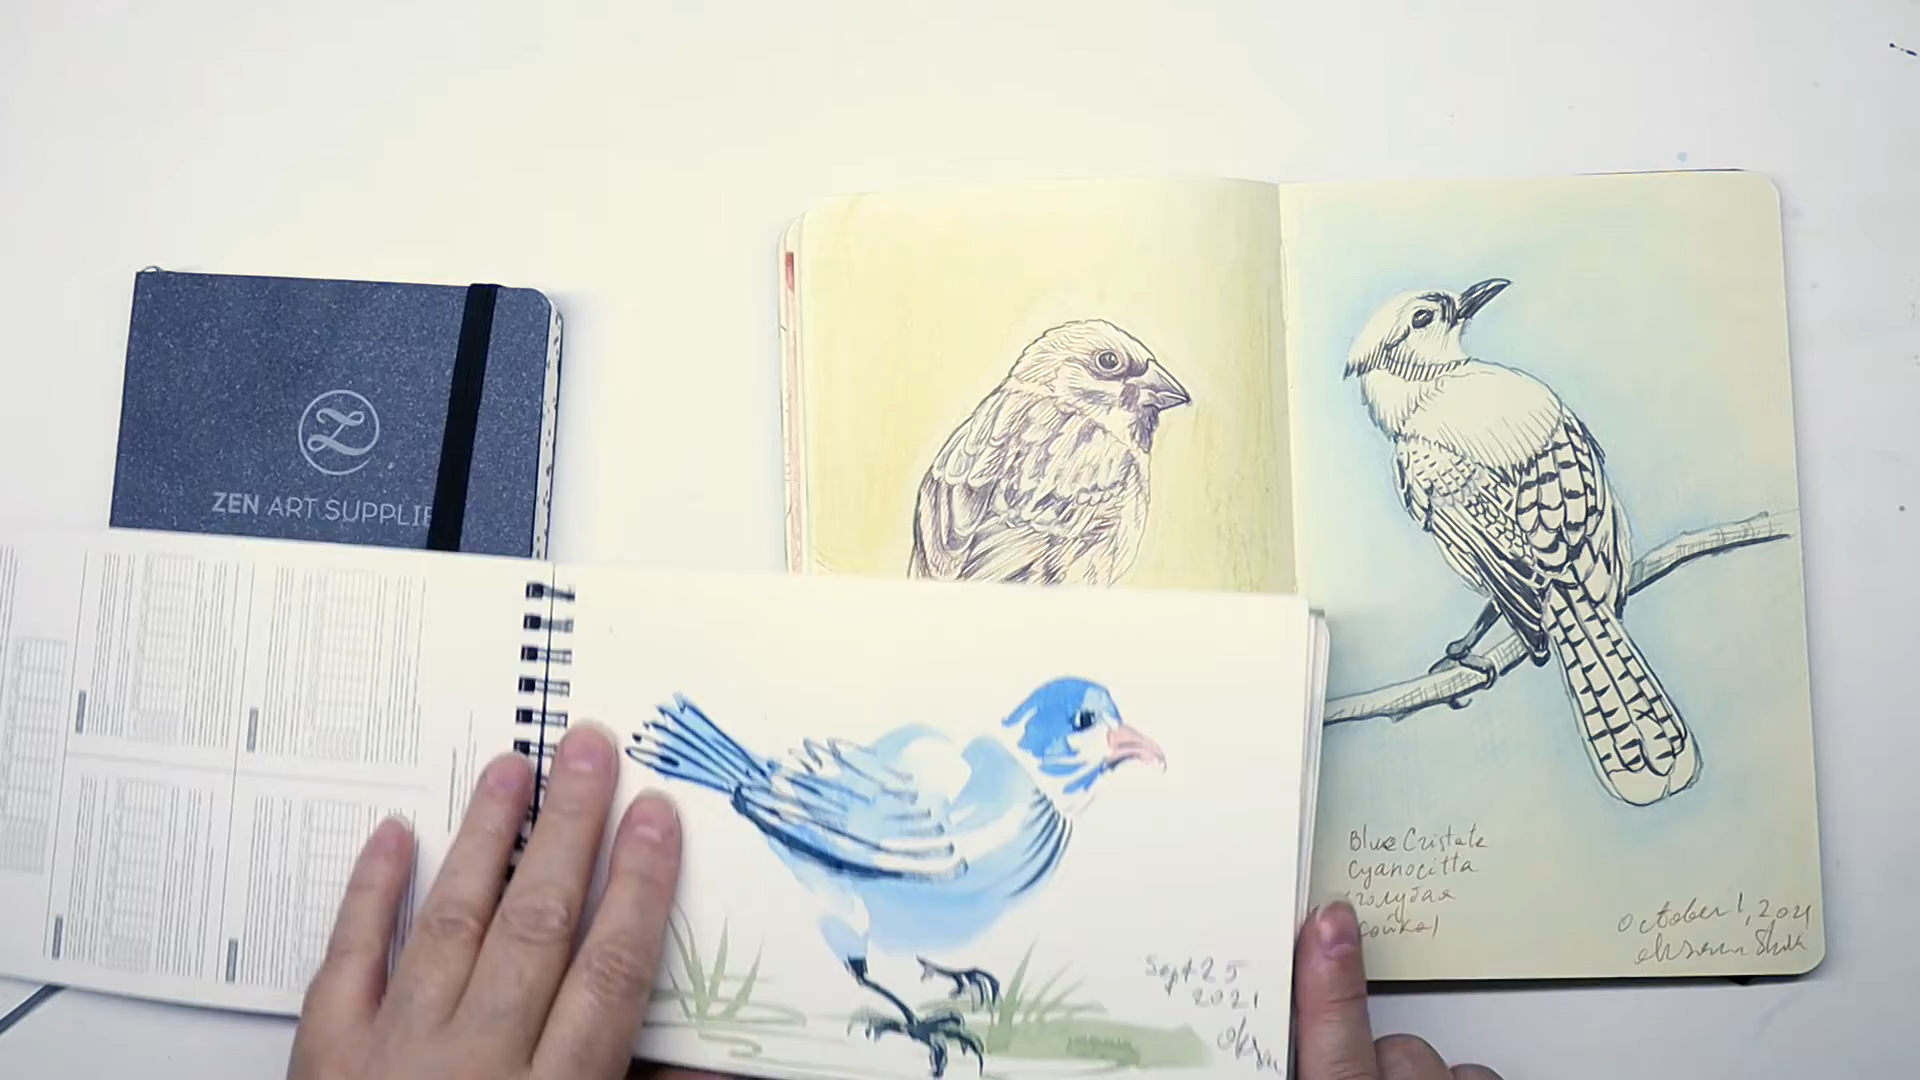 ZEN ART SUPPLIE
Blue Cristate
Cyanocitta
(голубая
сойка)
October 1, 2021
Sept 25
2021